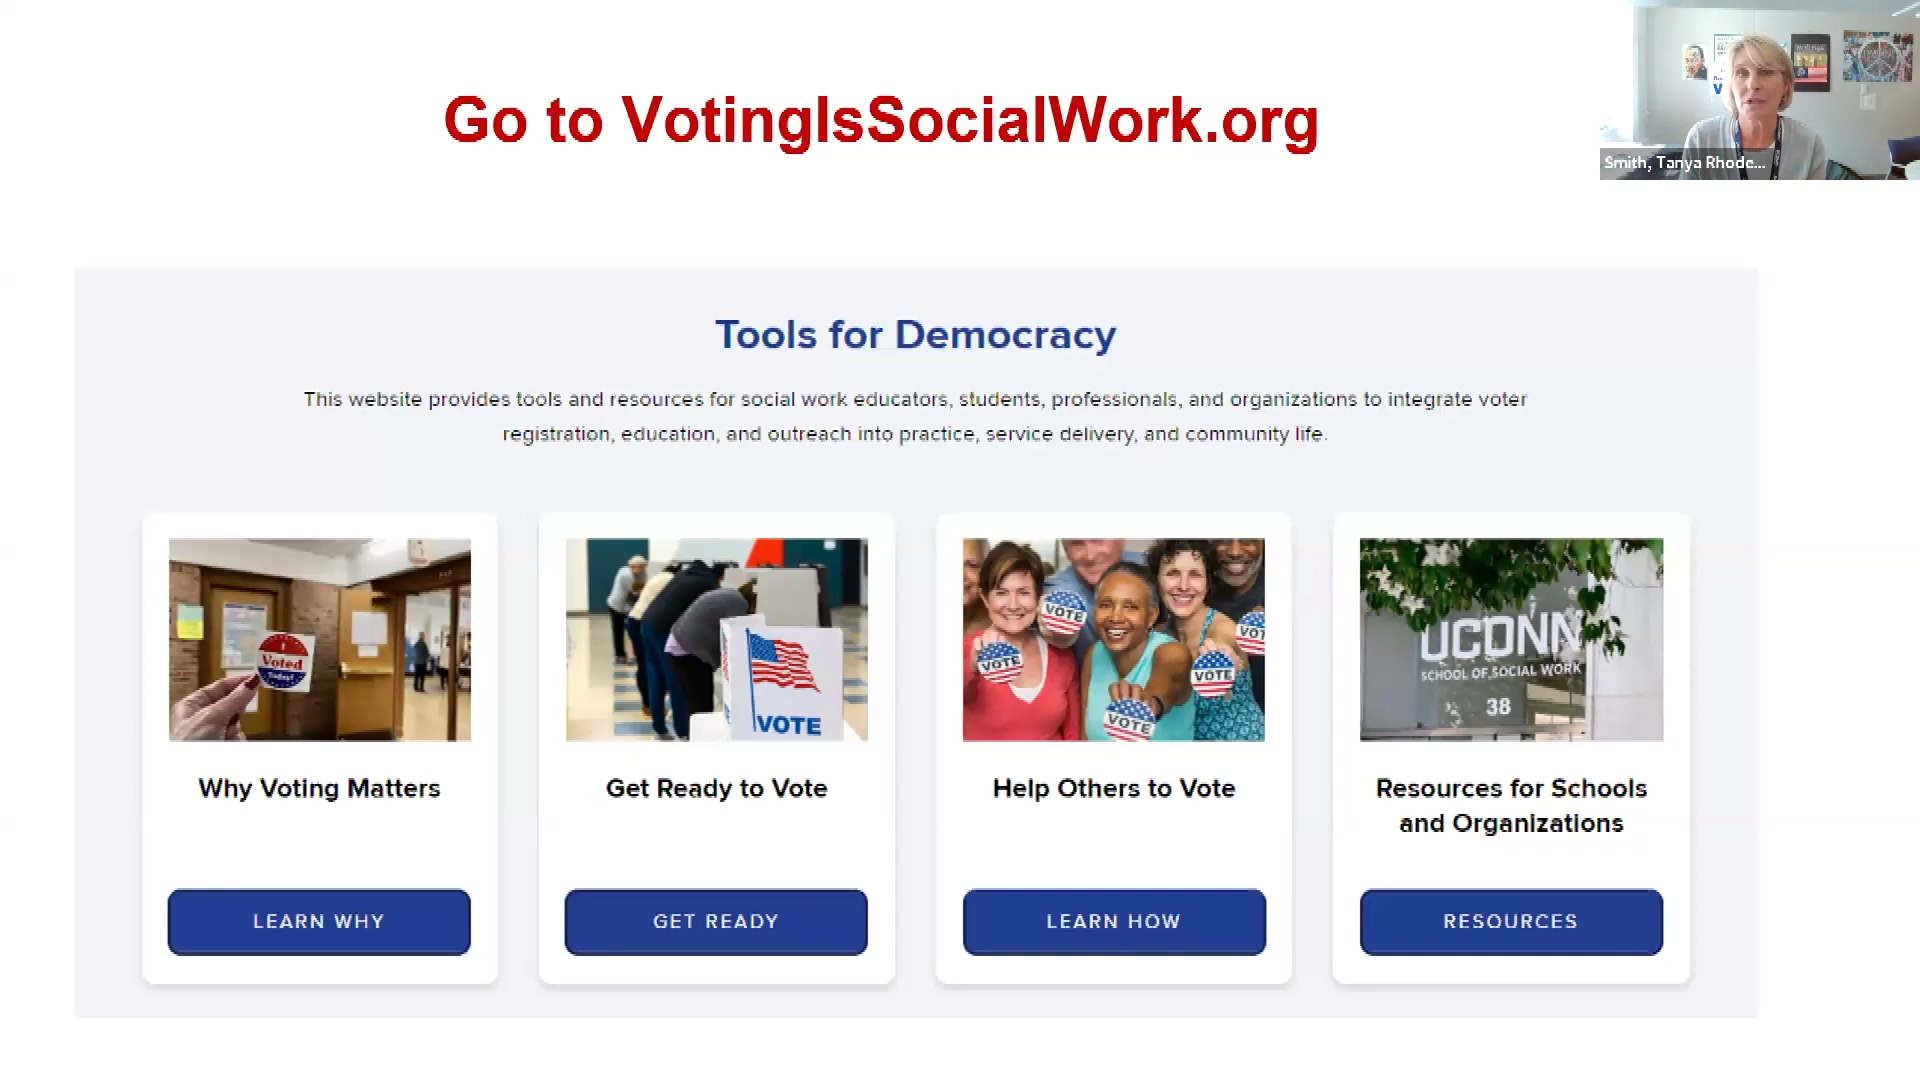 Go to VotingIsSocialWork.org
Smith, Tanya Rhode...
Tools for Democracy
This website provides tools and resources for social work educators, students, professionals, and organizations to integrate voter
registration, education, and outreach into practice, service delivery, and community life.
I
Voted
Today!
VOTE
VOTE
VOTE
VOTE
VOTE
VOT
UCONN
SCHOOL OF SOCIAL WORK
38
Why Voting Matters
Get Ready to Vote
Help Others to Vote
Resources for Schools
and Organizations
LEARN WHY
GET READY
LEARN HOW
RESOURCES